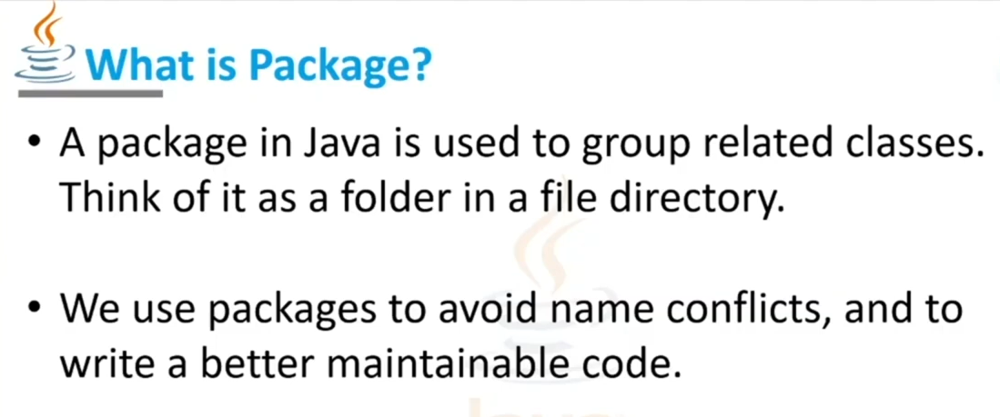 What is Package?
• A package in Java is used to group related classes.
Think of it as a folder in a file directory.
• We use packages to avoid name conflicts, and to
write a better maintainable code.